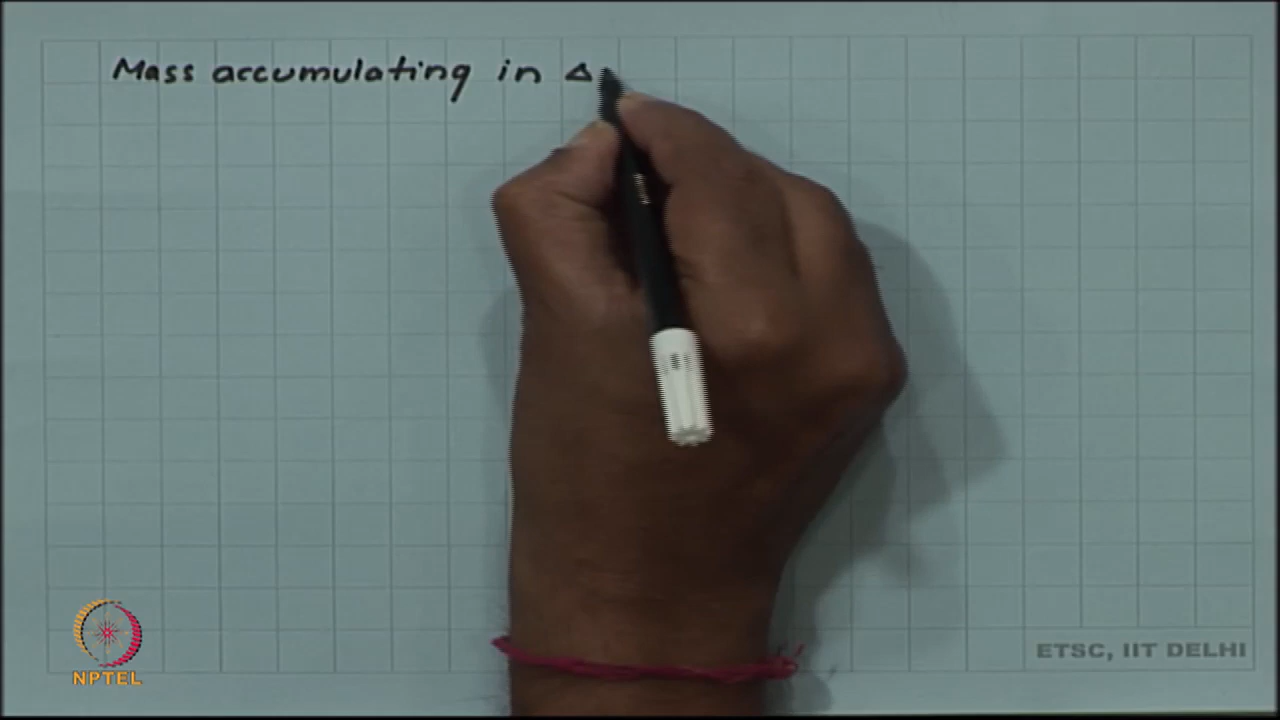 Mass accumulating in Δ
NPTEL
ETSC, IIT DELHI